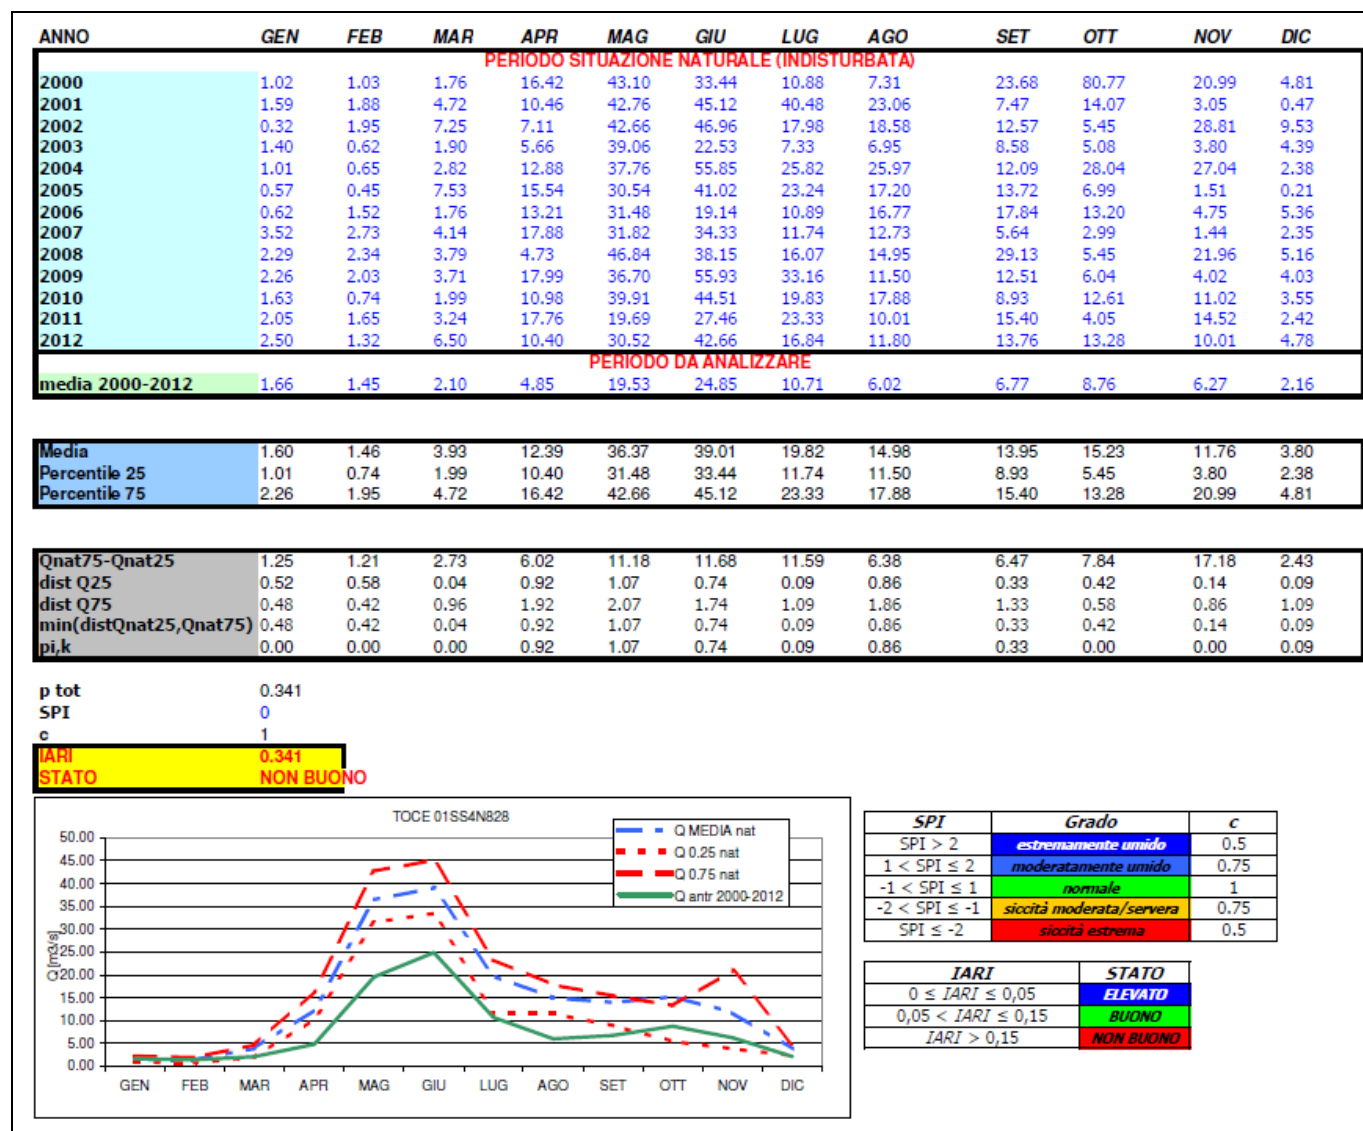 ANNO GEN FEB MAR APR MAG GIU LUG AGO SET OTT NOV DIC
PERIODO SITUAZIONE NATURALE (INDISTURBATA)
2000 1.02 1.03 1.76 16.42 43.10 33.44 10.88 7.31 23.68 80.77 20.99 4.81
2001 1.59 1.88 4.72 10.46 42.76 45.12 40.48 23.06 7.47 14.07 3.05 0.47
2002 0.32 1.95 7.25 7.11 42.66 46.96 17.98 18.58 12.57 5.45 28.81 9.53
2003 1.40 0.62 1.90 5.66 39.06 22.53 7.33 6.95 8.58 5.08 3.80 4.39
2004 1.01 0.65 2.82 12.88 37.76 55.85 25.82 25.97 12.09 28.04 27.04 2.38
2005 0.57 0.45 7.53 15.54 30.54 41.02 23.24 17.20 13.72 6.99 1.51 0.21
2006 0.62 1.52 1.76 13.21 31.48 19.14 10.89 16.77 17.84 13.20 4.75 5.36
2007 3.52 2.73 4.14 17.88 31.82 34.33 11.74 12.73 5.64 2.99 1.44 2.35
2008 2.29 2.34 3.79 4.73 46.84 38.15 16.07 14.95 29.13 5.45 21.96 5.16
2009 2.26 2.03 3.71 17.99 36.70 55.93 33.16 11.50 12.51 6.04 4.02 4.03
2010 1.63 0.74 1.99 10.98 39.91 44.51 19.83 17.88 8.93 12.61 11.02 3.55
2011 2.05 1.65 3.24 17.76 19.69 27.46 23.33 10.01 15.40 4.05 14.52 2.42
2012 2.50 1.32 6.50 10.40 30.52 42.66 16.84 11.80 13.76 13.28 10.01 4.78
PERIODO DA ANALIZZARE
media 2000-2012 1.66 1.45 2.10 4.85 19.53 24.85 10.71 6.02 6.77 8.76 6.27 2.16
Media 1.60 1.46 3.93 12.39 36.37 39.01 19.82 14.98 13.95 15.23 11.76 3.80
Percentile 25 1.01 0.74 1.99 10.40 31.48 33.44 11.74 11.50 8.93 5.45 3.80 2.38
Percentile 75 2.26 1.95 4.72 16.42 42.66 45.12 23.33 17.88 15.40 13.28 20.99 4.81
Qnat75-Qnat25 1.25 1.21 2.73 6.02 11.18 11.68 11.59 6.38 6.47 7.84 17.18 2.43
dist Q25 0.52 0.58 0.04 0.92 1.07 0.74 0.09 0.86 0.33 0.42 0.14 0.09
dist Q75 0.48 0.42 0.96 1.92 2.07 1.74 1.09 1.86 1.33 0.58 0.86 1.09
min(distQnat25,Qnat75) 0.48 0.42 0.04 0.92 1.07 0.74 0.09 0.86 0.33 0.42 0.14 0.09
pi,k 0.00 0.00 0.00 0.92 1.07 0.74 0.09 0.86 0.33 0.00 0.00 0.09
p tot 0.341
SPI 0
c 1
IARI 0.341
STATO NON BUONO
TOCE 01SS4N828
Q MEDIA nat
Q 0.25 nat
Q 0.75 nat
Q antr 2000-2012
Q [m3/s]
50.00
45.00
40.00
35.00
30.00
25.00
20.00
15.00
10.00
5.00
0.00
GEN FEB MAR APR MAG GIU LUG AGO SET OTT NOV DIC
SPI Grado c
SPI > 2 estremamente umido 0.5
1 < SPI ≤ 2 moderatamente umido 0.75
-1 < SPI ≤ 1 normale 1
-2 < SPI ≤ -1 siccità moderata/servera 0.75
SPI ≤ -2 siccità estrema 0.5
IARI STATO
0 ≤ IARI ≤ 0,05 ELEVATO
0,05 < IARI ≤ 0,15 BUONO
IARI > 0,15 NON BUONO